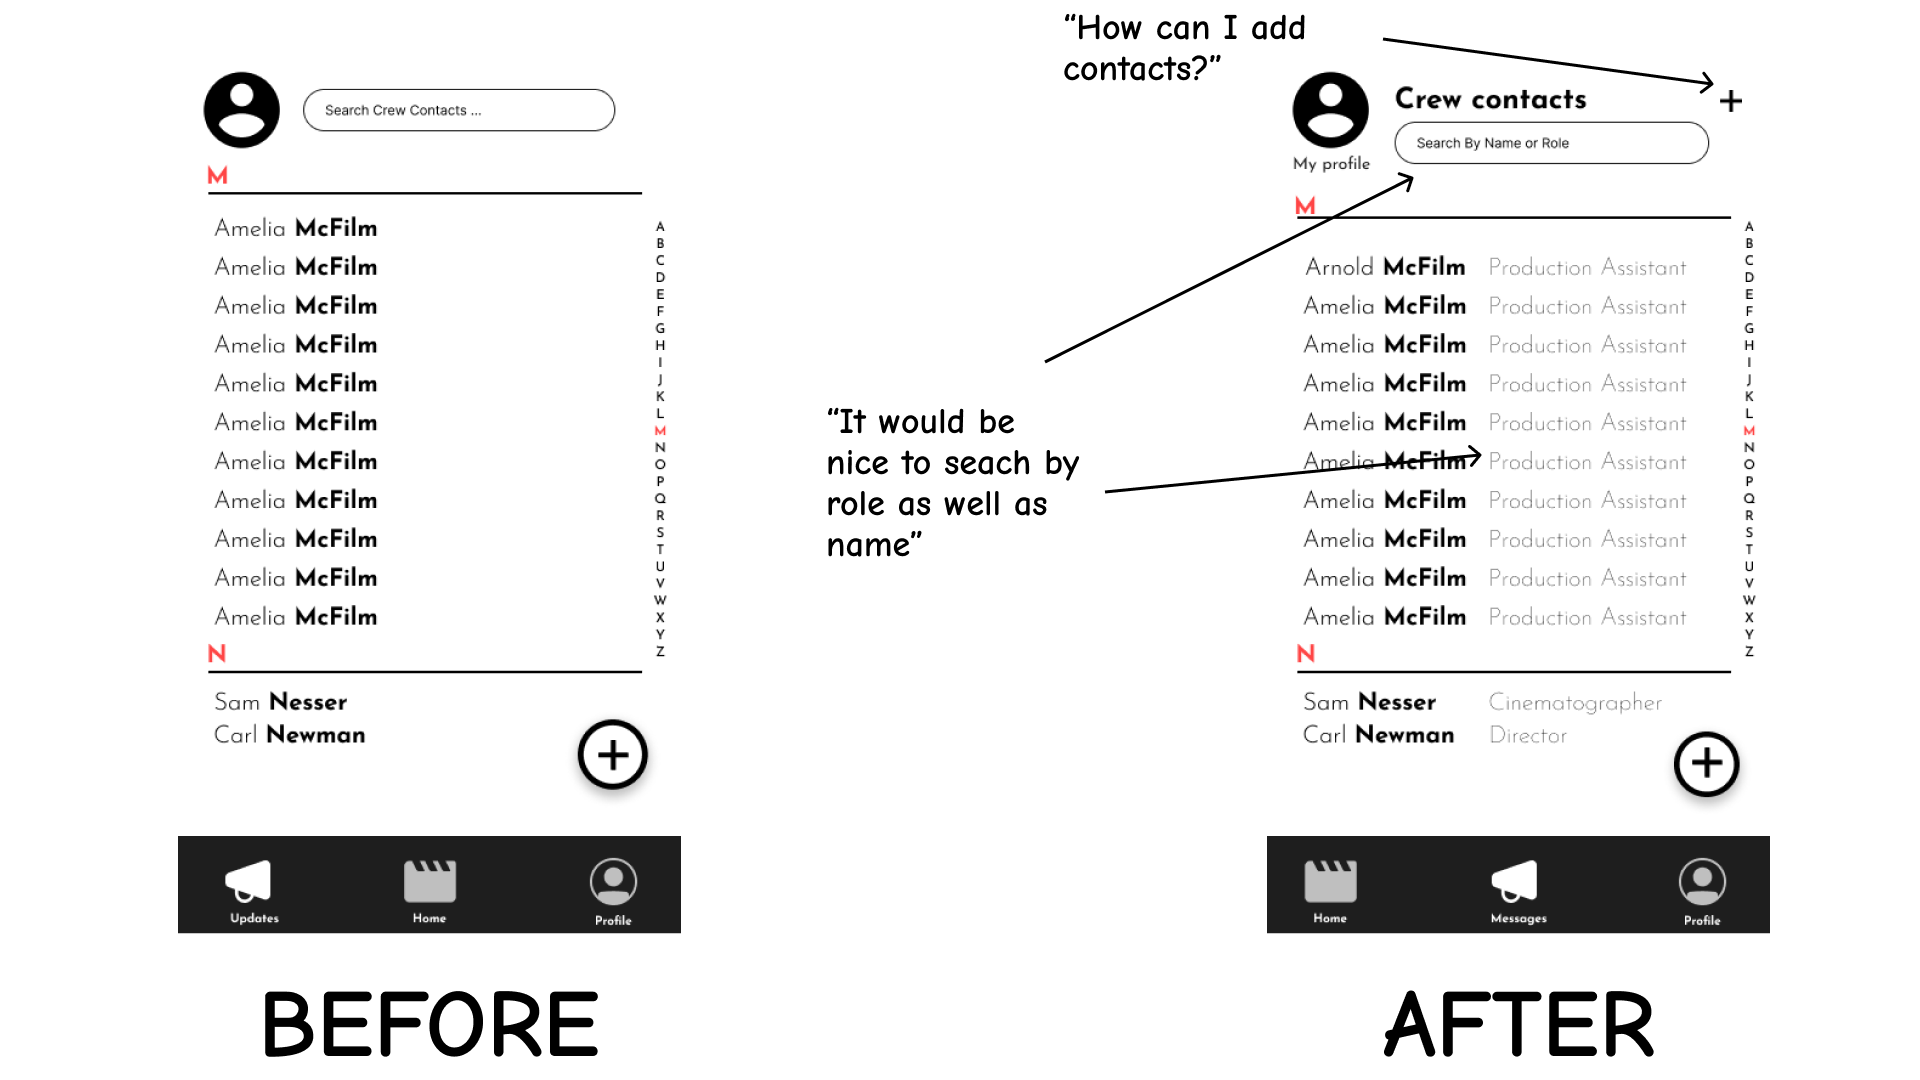 Search Crew Contacts ...
M
Amelia McFilm
Amelia McFilm
Amelia McFilm
Amelia McFilm
Amelia McFilm
Amelia McFilm
Amelia McFilm
Amelia McFilm
Amelia McFilm
Amelia McFilm
Amelia McFilm
N
Sam Nesser
Carl Newman
A
B
C
D
E
F
G
H
I
J
K
L
M
N
O
P
Q
R
S
T
U
V
W
X
Y
Z
Updates
Home
Profile
BEFORE
“How can I add
contacts?”
“It would be
nice to seach by
role as well as
name”
Crew contacts
Search By Name or Role
My profile
M
Arnold McFilm Production Assistant
Amelia McFilm Production Assistant
Amelia McFilm Production Assistant
Amelia McFilm Production Assistant
Amelia McFilm Production Assistant
Amelia McFilm Production Assistant
Amelia McFilm Production Assistant
Amelia McFilm Production Assistant
Amelia McFilm Production Assistant
Amelia McFilm Production Assistant
N
Sam Nesser Cinematographer
Carl Newman Director
A
B
C
D
E
F
G
H
I
J
K
L
M
N
O
P
Q
R
S
T
U
V
W
X
Y
Z
Home
Messages
Profile
AFTER